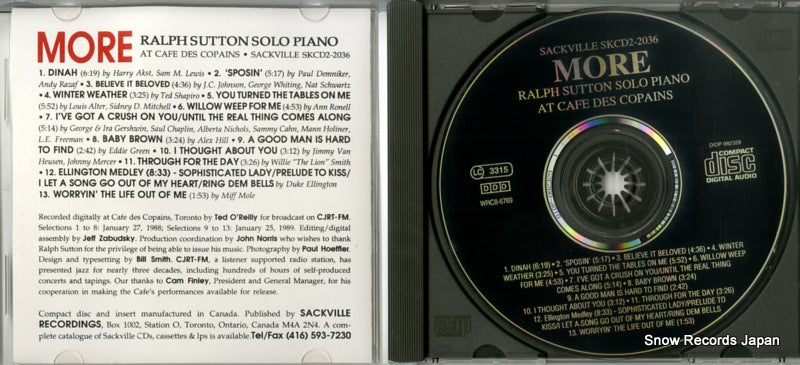 MORE RALPH SUTTON SOLO PIANO
AT CAFE DES COPAINS • SACKVILLE SKCD2-2036
1. DINAH (6:19) by Harry Akst, Sam M. Lewis • 2. 'SPOSIN' (5:17) by Paul Demniker,
Andy Razaf • 3. BELIEVE IT BELOVED (4:36) by J.C. Johnson, George Whiting, Nat Schwartz
• 4. WINTER WEATHER (3:25) by Ted Shapiro • 5. YOU TURNED THE TABLES ON ME
(5:52) by Louis Alter, Sidney D. Mitchell • 6. WILLOW WEEP FOR ME (4:53) by Ann Ronell
• 7. I'VE GOT A CRUSH ON YOU/UNTIL THE REAL THING COMES ALONG
(5:14) by George & Ira Gershwin, Saul Chaplin, Alberta Nichols, Sammy Cahn, Mann Holiner,
L.E. Freeman • 8. BABY BROWN (3:24) by Alex Hill • 9. A GOOD MAN IS HARD
TO FIND (2:42) by Eddie Green • 10. I THOUGHT ABOUT YOU (3:12) by Jimmy Van
Heusen, Johnny Mercer • 11. THROUGH FOR THE DAY (3:26) by Willie "The Lion" Smith
• 12. ELLINGTON MEDLEY (8:33) - SOPHISTICATED LADY/PRELUDE TO KISS/
I LET A SONG GO OUT OF MY HEART/RING DEM BELLS by Duke Ellington
• 13. WORRYIN' THE LIFE OUT OF ME (1:53) by Miff Mole
Recorded digitally at Cafe des Copains, Toronto by Ted O'Reilly for broadcast on CJRT-FM.
Selections 1 to 8: January 27, 1988; Selections 9 to 13: January 25, 1989. Editing/digital
assembly by Jeff Zabudsky. Production coordination by John Norris who wishes to thank
Ralph Sutton for the privilege of being able to issue his music. Photography by Paul Hoeffler.
Design and typesetting by Bill Smith. CJRT-FM, a listener supported radio station, has
presented jazz for nearly three decades, including hundreds of hours of self-produced
concerts and tapings. Our thanks to Cam Finley, President and General Manager, for his
cooperation in making the Cafe's performances available for release.
Compact disc and insert manufactured in Canada. Published by SACKVILLE
RECORDINGS, Box 1002, Station O, Toronto, Ontario, Canada M4A 2N4. A com-
plete catalogue of Sackville CDs, cassettes & lps is available.Tel/Fax (416) 593-7230
SACKVILLE SKCD2-2036
MORE
RALPH SUTTON SOLO PIANO
AT CAFE DES COPAINS
LC 3315
DDD
WRC8-6769
COMPACT
disc
DIGITAL AUDIO
1. DINAH (6:19) • 2. 'SPOSIN' (5:17) • 3. BELIEVE IT BELOVED (4:36) • 4. WINTER
WEATHER (3:25) • 5. YOU TURNED THE TABLES ON ME (5:52) • 6. WILLOW WEEP
FOR ME (4:53) • 7. I'VE GOT A CRUSH ON YOU/UNTIL THE REAL THING
COMES ALONG (5:14) • 8. BABY BROWN (3:24)
• 9. A GOOD MAN IS HARD TO FIND (2:42)
• 10. I THOUGHT ABOUT YOU (3:12) • 11. THROUGH FOR THE DAY (3:26) •
12. Ellington Medley (8:33) - SOPHISTICATED LADY/PRELUDE TO
KISS/I LET A SONG GO OUT OF MY HEART/RING DEM BELLS
13. WORRYIN' THE LIFE OUT OF ME (1:53)
Snow Records Japan